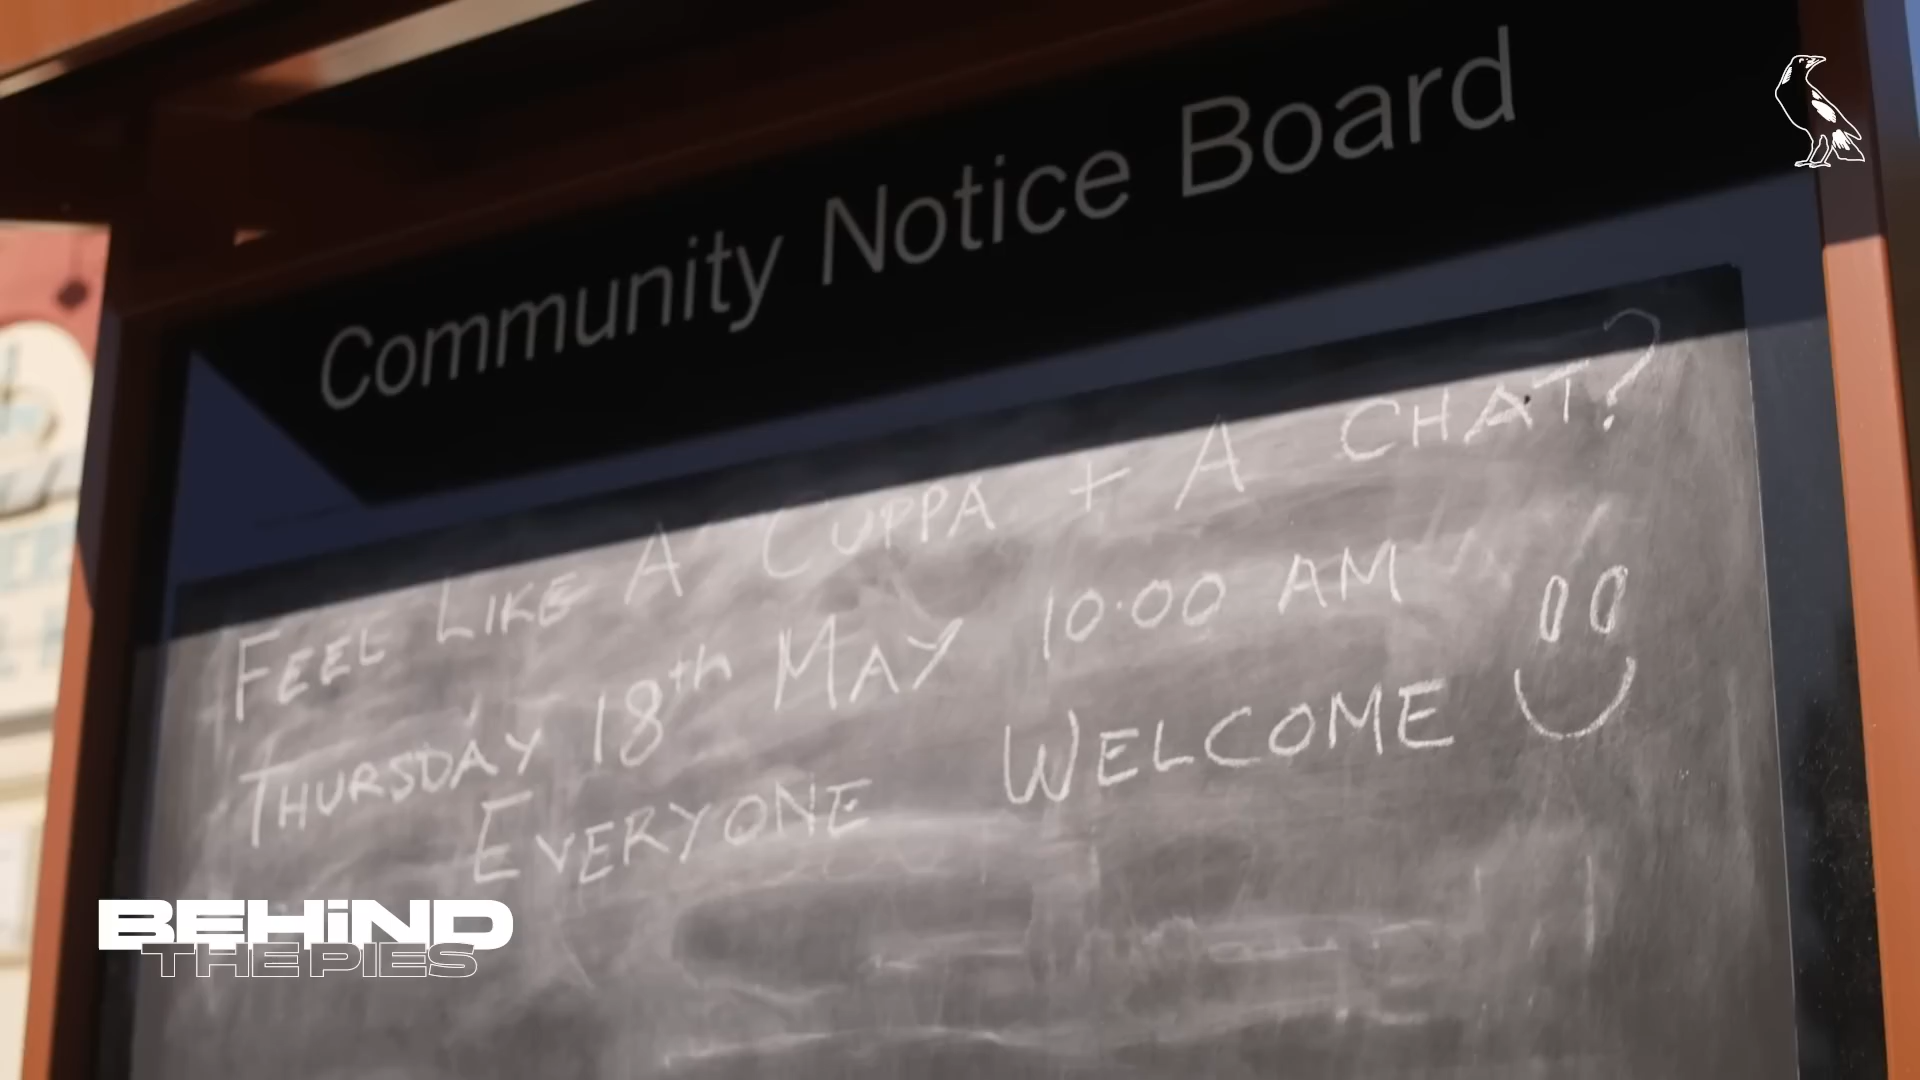 Community Notice Board
FEEL LIKE A CUPPA + A CHAT?
THURSDAY 18th MAY 10.00 AM
EVERYONE WELCOME
BEHiND
THE PIES